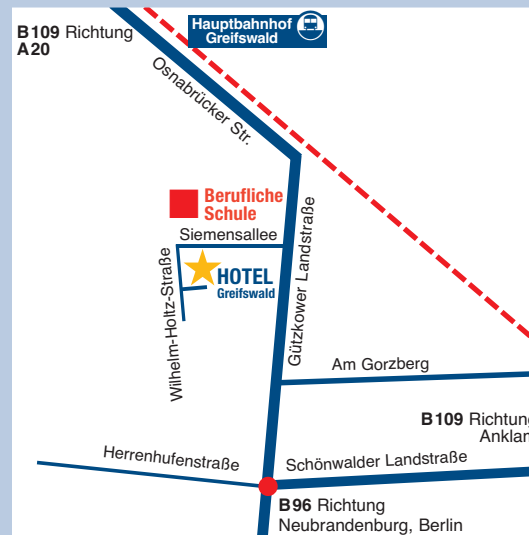 Hauptbahnhof
Greifswald
B109 Richtung
A20
Osnabrücker Str.
Berufliche
Schule
Siemensallee
Wilhelm-Holtz-Straße
HOTEL
Greifswald
Gützkower Landstraße
Am Gorzberg
B109 Richtung
Anklam
Herrenhufenstraße
Schönwalder Landstraße
B96 Richtung
Neubrandenburg, Berlin